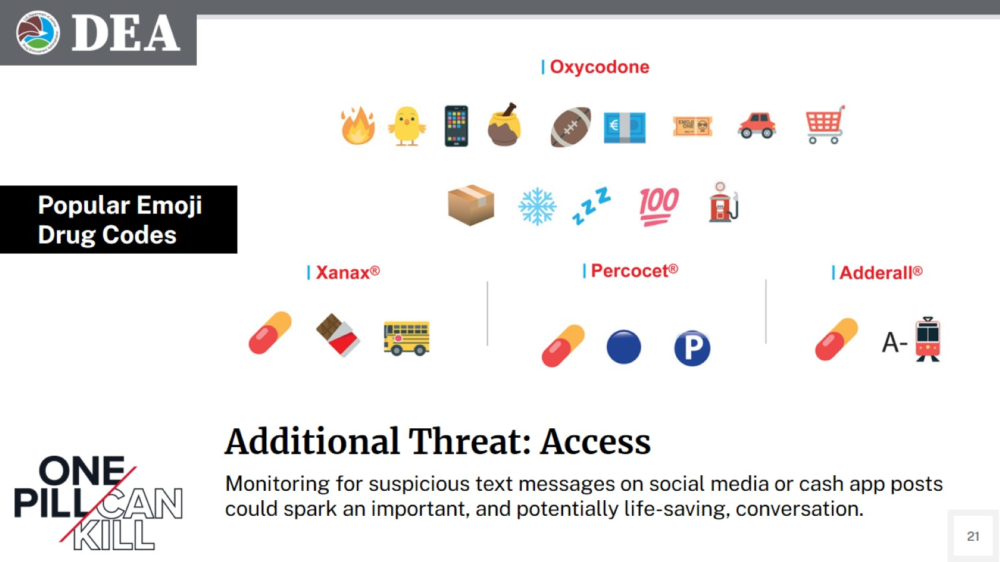 DEA
Oxycodone
EMOJI
ONE
100
Popular Emoji
Drug Codes
Xanax®
Percocet®
Adderall®
P
A-
Additional Threat: Access
Monitoring for suspicious text messages on social media or cash app posts
could spark an important, and potentially life-saving, conversation.
ONE
PILL CAN
KILL
21